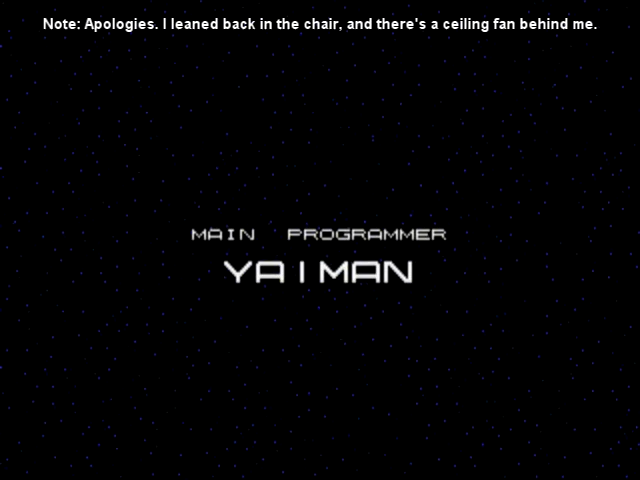 Note: Apologies. I leaned back in the chair, and there's a ceiling fan behind me.
MAIN PROGRAMMER
YAIMAN